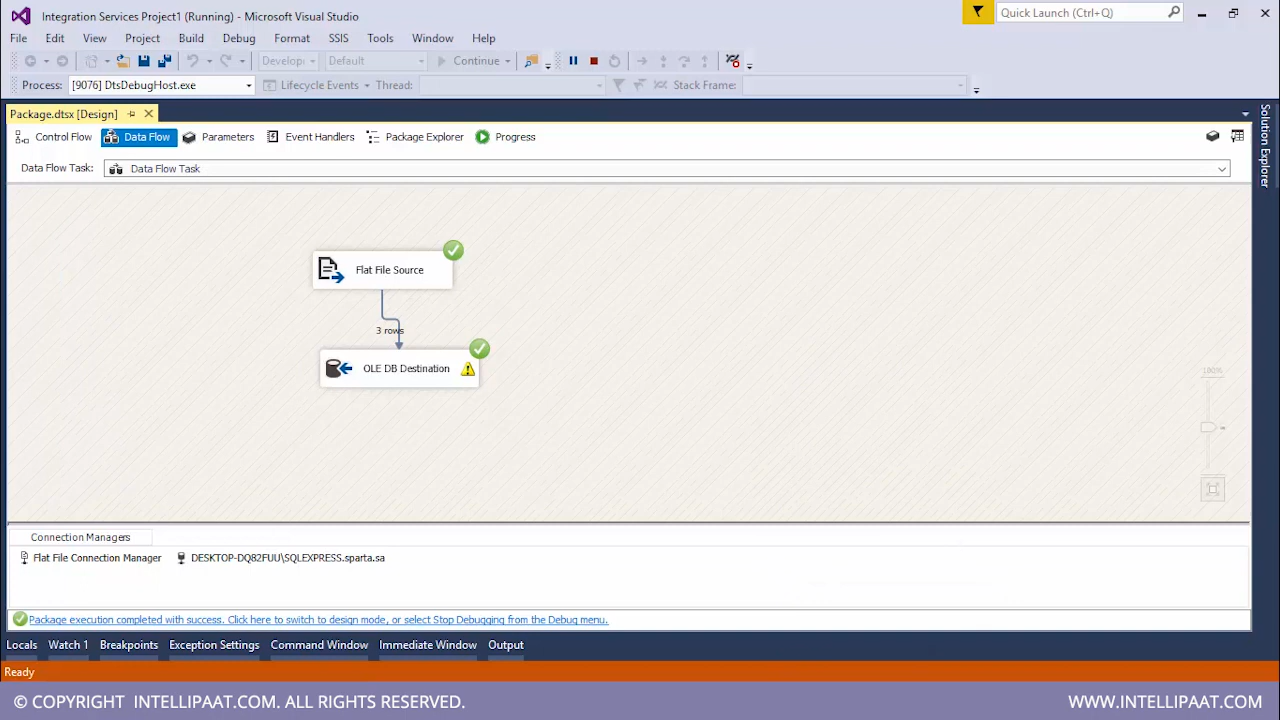 Integration Services Project1 (Running) - Microsoft Visual Studio
Quick Launch (Ctrl+Q)
File Edit View Project Build Debug Format SSIS Tools Window Help
Develop Default Continue
Process: [9076] DtsDebugHost.exe Lifecycle Events Thread: Stack Frame:
Package.dtsx [Design]
Control Flow Data Flow Parameters Event Handlers Package Explorer Progress
Data Flow Task: Data Flow Task
Solution Explorer
Flat File Source
3 rows
OLE DB Destination
100%
Connection Managers
Flat File Connection Manager DESKTOP-DQ82FUU\SQLEXPRESS.sparta.sa
Package execution completed with success. Click here to switch to design mode, or select Stop Debugging from the Debug menu.
Locals Watch 1 Breakpoints Exception Settings Command Window Immediate Window Output
Ready
© COPYRIGHT INTELLIPAAT.COM. ALL RIGHTS RESERVED. WWW.INTELLIPAAT.COM